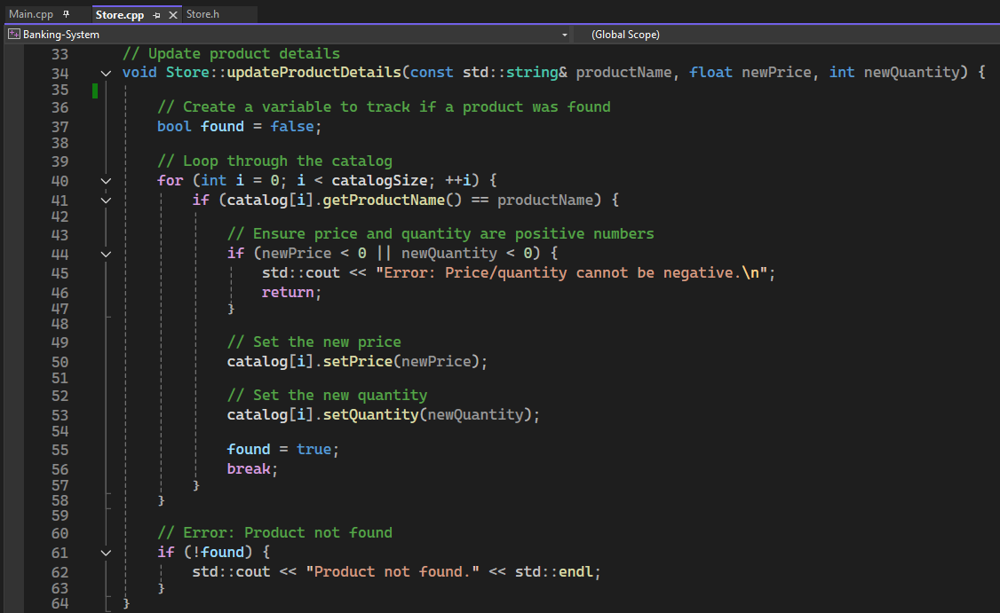 Main.cpp Store.cpp Store.h
Banking-System (Global Scope)
33 // Update product details
34 void Store::updateProductDetails(const std::string& productName, float newPrice, int newQuantity) {
35
36 // Create a variable to track if a product was found
37 bool found = false;
38
39 // Loop through the catalog
40 for (int i = 0; i < catalogSize; ++i) {
41 if (catalog[i].getProductName() == productName) {
42
43 // Ensure price and quantity are positive numbers
44 if (newPrice < 0 || newQuantity < 0) {
45 std::cout << "Error: Price/quantity cannot be negative.\n";
46 return;
47 }
48
49 // Set the new price
50 catalog[i].setPrice(newPrice);
51
52 // Set the new quantity
53 catalog[i].setQuantity(newQuantity);
54
55 found = true;
56 break;
57 }
58 }
59
60 // Error: Product not found
61 if (!found) {
62 std::cout << "Product not found." << std::endl;
63 }
64 }